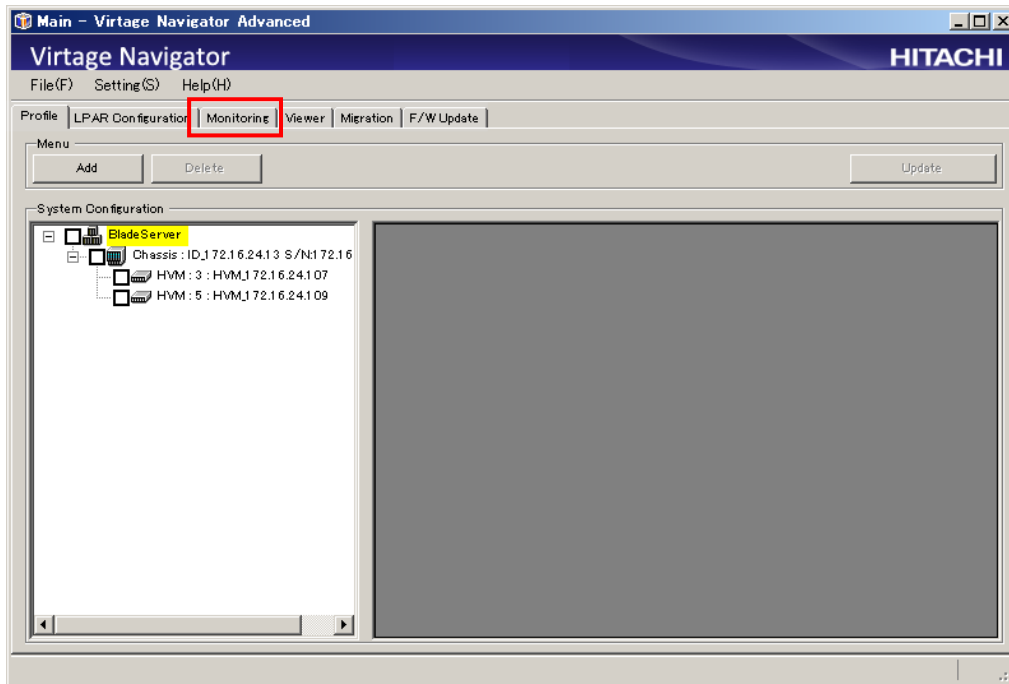 Main - Virtage Navigator Advanced
Virtage Navigator
HITACHI
File(F) Setting(S) Help(H)
Profile LPAR Configuration Monitoring Viewer Migration F/W Update
Menu
Add Delete Update
System Configuration
BladeServer
Chassis : ID_172.16.24.13 S/N:172.16
HVM : 3 : HVM_172.16.24.107
HVM : 5 : HVM_172.16.24.109